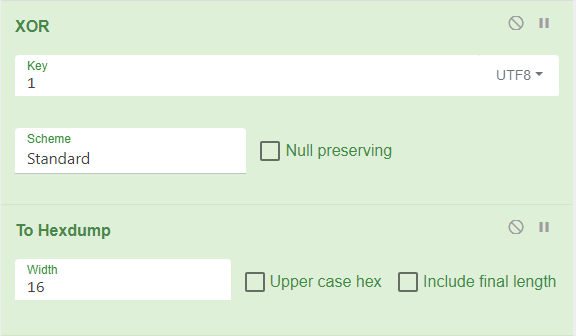 XOR
Key
1
UTF8
Scheme
Standard
Null preserving
To Hexdump
Width
16
Upper case hex
Include final length